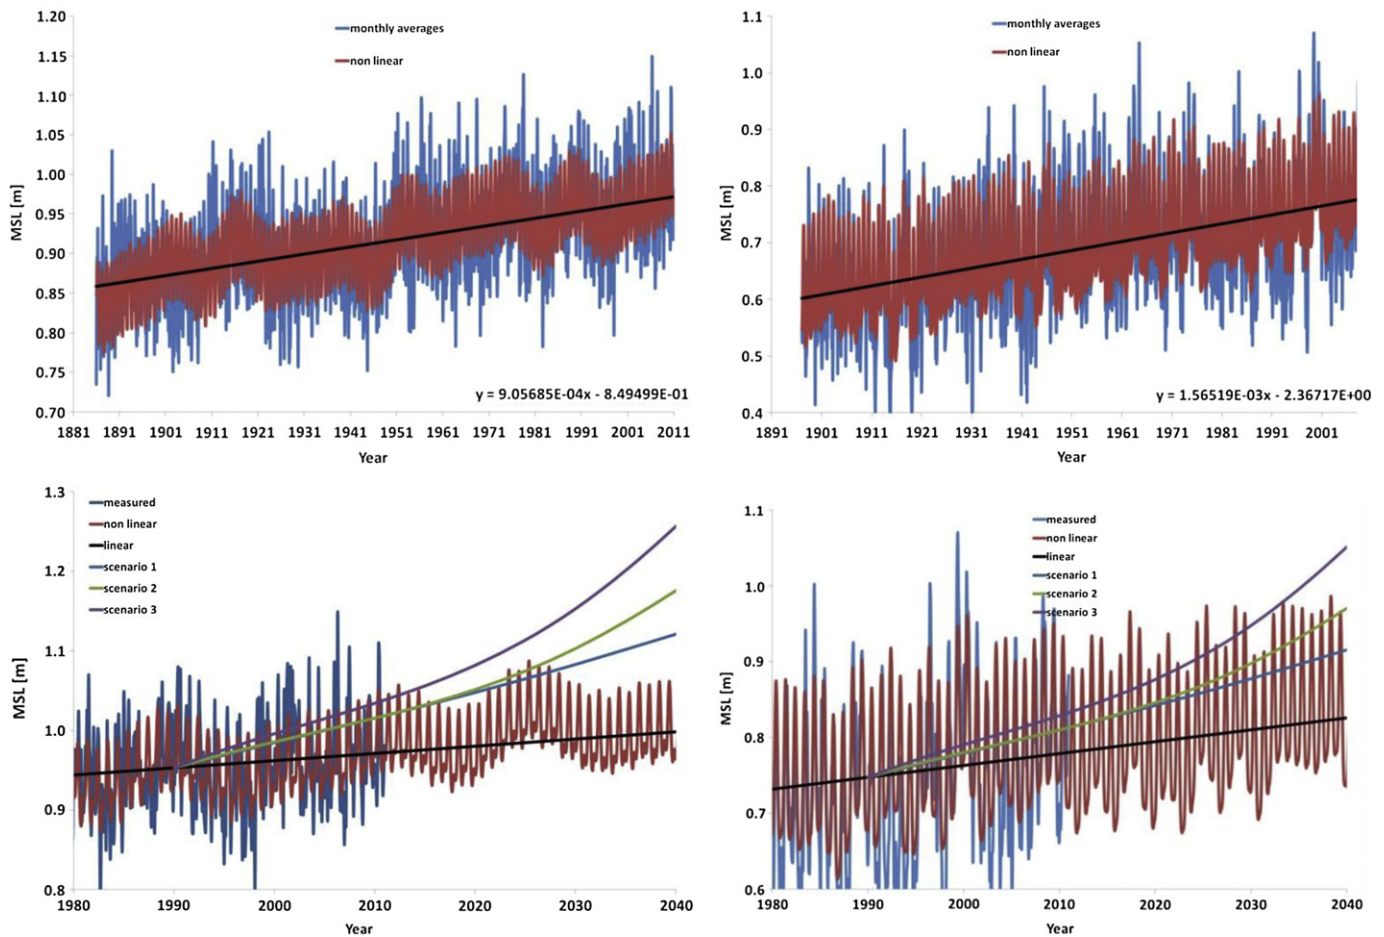 1.20
1.15
1.10
1.05
1.00
0.95
0.90
0.85
0.80
0.75
0.70
MSL [m]
monthly averages
non linear
y = 9.05685E-04x - 8.49499E-01
1881 1891 1901 1911 1921 1931 1941 1951 1961 1971 1981 1991 2001 2011
Year
1.1
1.0
0.9
0.8
0.7
0.6
0.5
0.4
MSL [m]
monthly averages
non linear
y = 1.56519E-03x - 2.36717E+00
1891 1901 1911 1921 1931 1941 1951 1961 1971 1981 1991 2001
Year
1.3
1.2
1.1
1.0
0.9
0.8
MSL [m]
measured
non linear
linear
scenario 1
scenario 2
scenario 3
1980 1990 2000 2010 2020 2030 2040
Year
1.1
1.0
0.9
0.8
0.7
0.6
MSL [m]
measured
non linear
linear
scenario 1
scenario 2
scenario 3
1980 1990 2000 2010 2020 2030 2040
Year